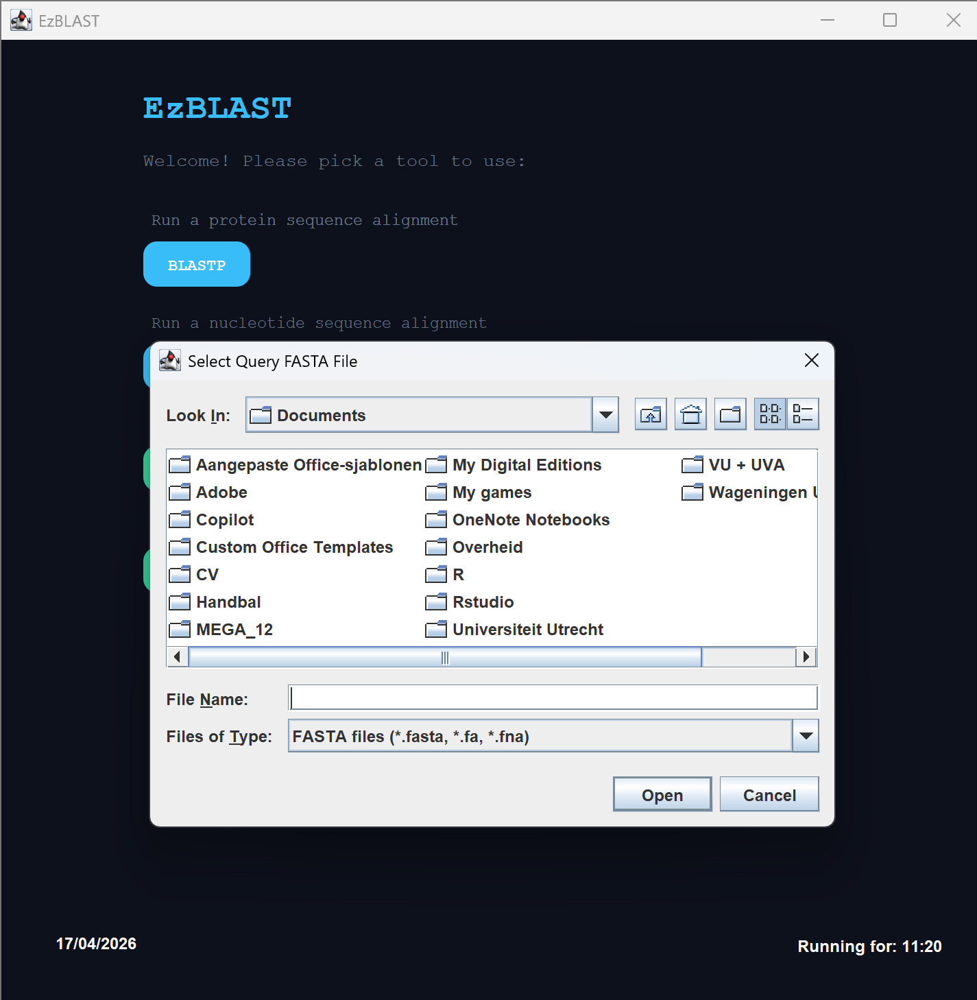 EzBLAST
EzBLAST
Welcome! Please pick a tool to use:
Run a protein sequence alignment
BLASTP
Run a nucleotide sequence alignment
Select Query FASTA File
Look In: Documents
Aangepaste Office-sjablonen My Digital Editions VU + UVA
Adobe My games Wageningen
Copilot OneNote Notebooks
Custom Office Templates Overheid
CV R
Handbal Rstudio
MEGA_12 Universiteit Utrecht
File Name:
Files of Type: FASTA files (*.fasta, *.fa, *.fna)
Open Cancel
17/04/2026
Running for: 11:20